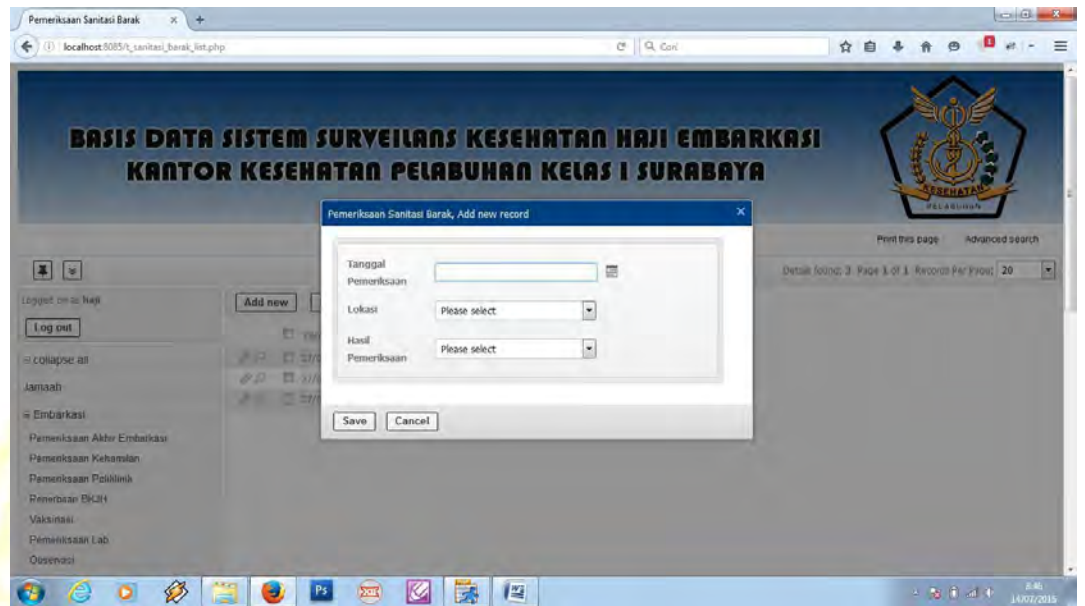 Pemeriksaan Sanitasi Barak
localhost:8085/t_sanitasi_barak_list.php
Cari
BASIS DATA SISTEM SURVEILANS KESEHATAN HAJI EMBARKASI
KANTOR KESEHATAN PELABUHAN KELAS I SURABAYA
KESEHATAN
PELABUHAN
Print this page Advanced search
Details found: 3 Page 1 of 1 Records Per Page: 20
Logged on as haji
Log out
Add new
collapse all
Jamaah
Embarkasi
Pemeriksaan Akhir Embarkasi
Pemeriksaan Kehamilan
Pemeriksaan Poliklinik
Penerbitan BKJH
Vaksinasi
Pemeriksaan Lab
Observasi
Pemeriksaan Sanitasi Barak, Add new record
Tanggal
Pemeriksaan
Lokasi
Please select
Hasil
Pemeriksaan
Please select
Save Cancel
Ps
8:46
14/07/2015